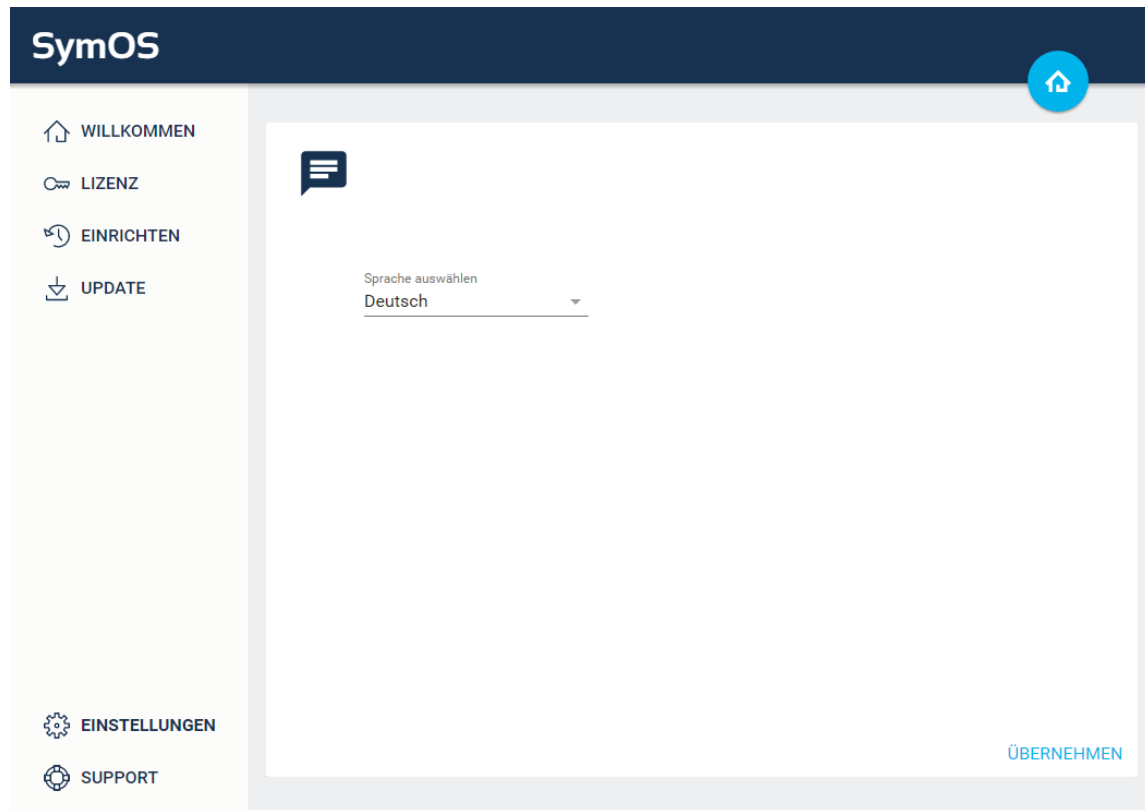 SymOS
WILLKOMMEN
LIZENZ
EINRICHTEN
UPDATE
Sprache auswählen
Deutsch
EINSTELLUNGEN
SUPPORT
ÜBERNEHMEN